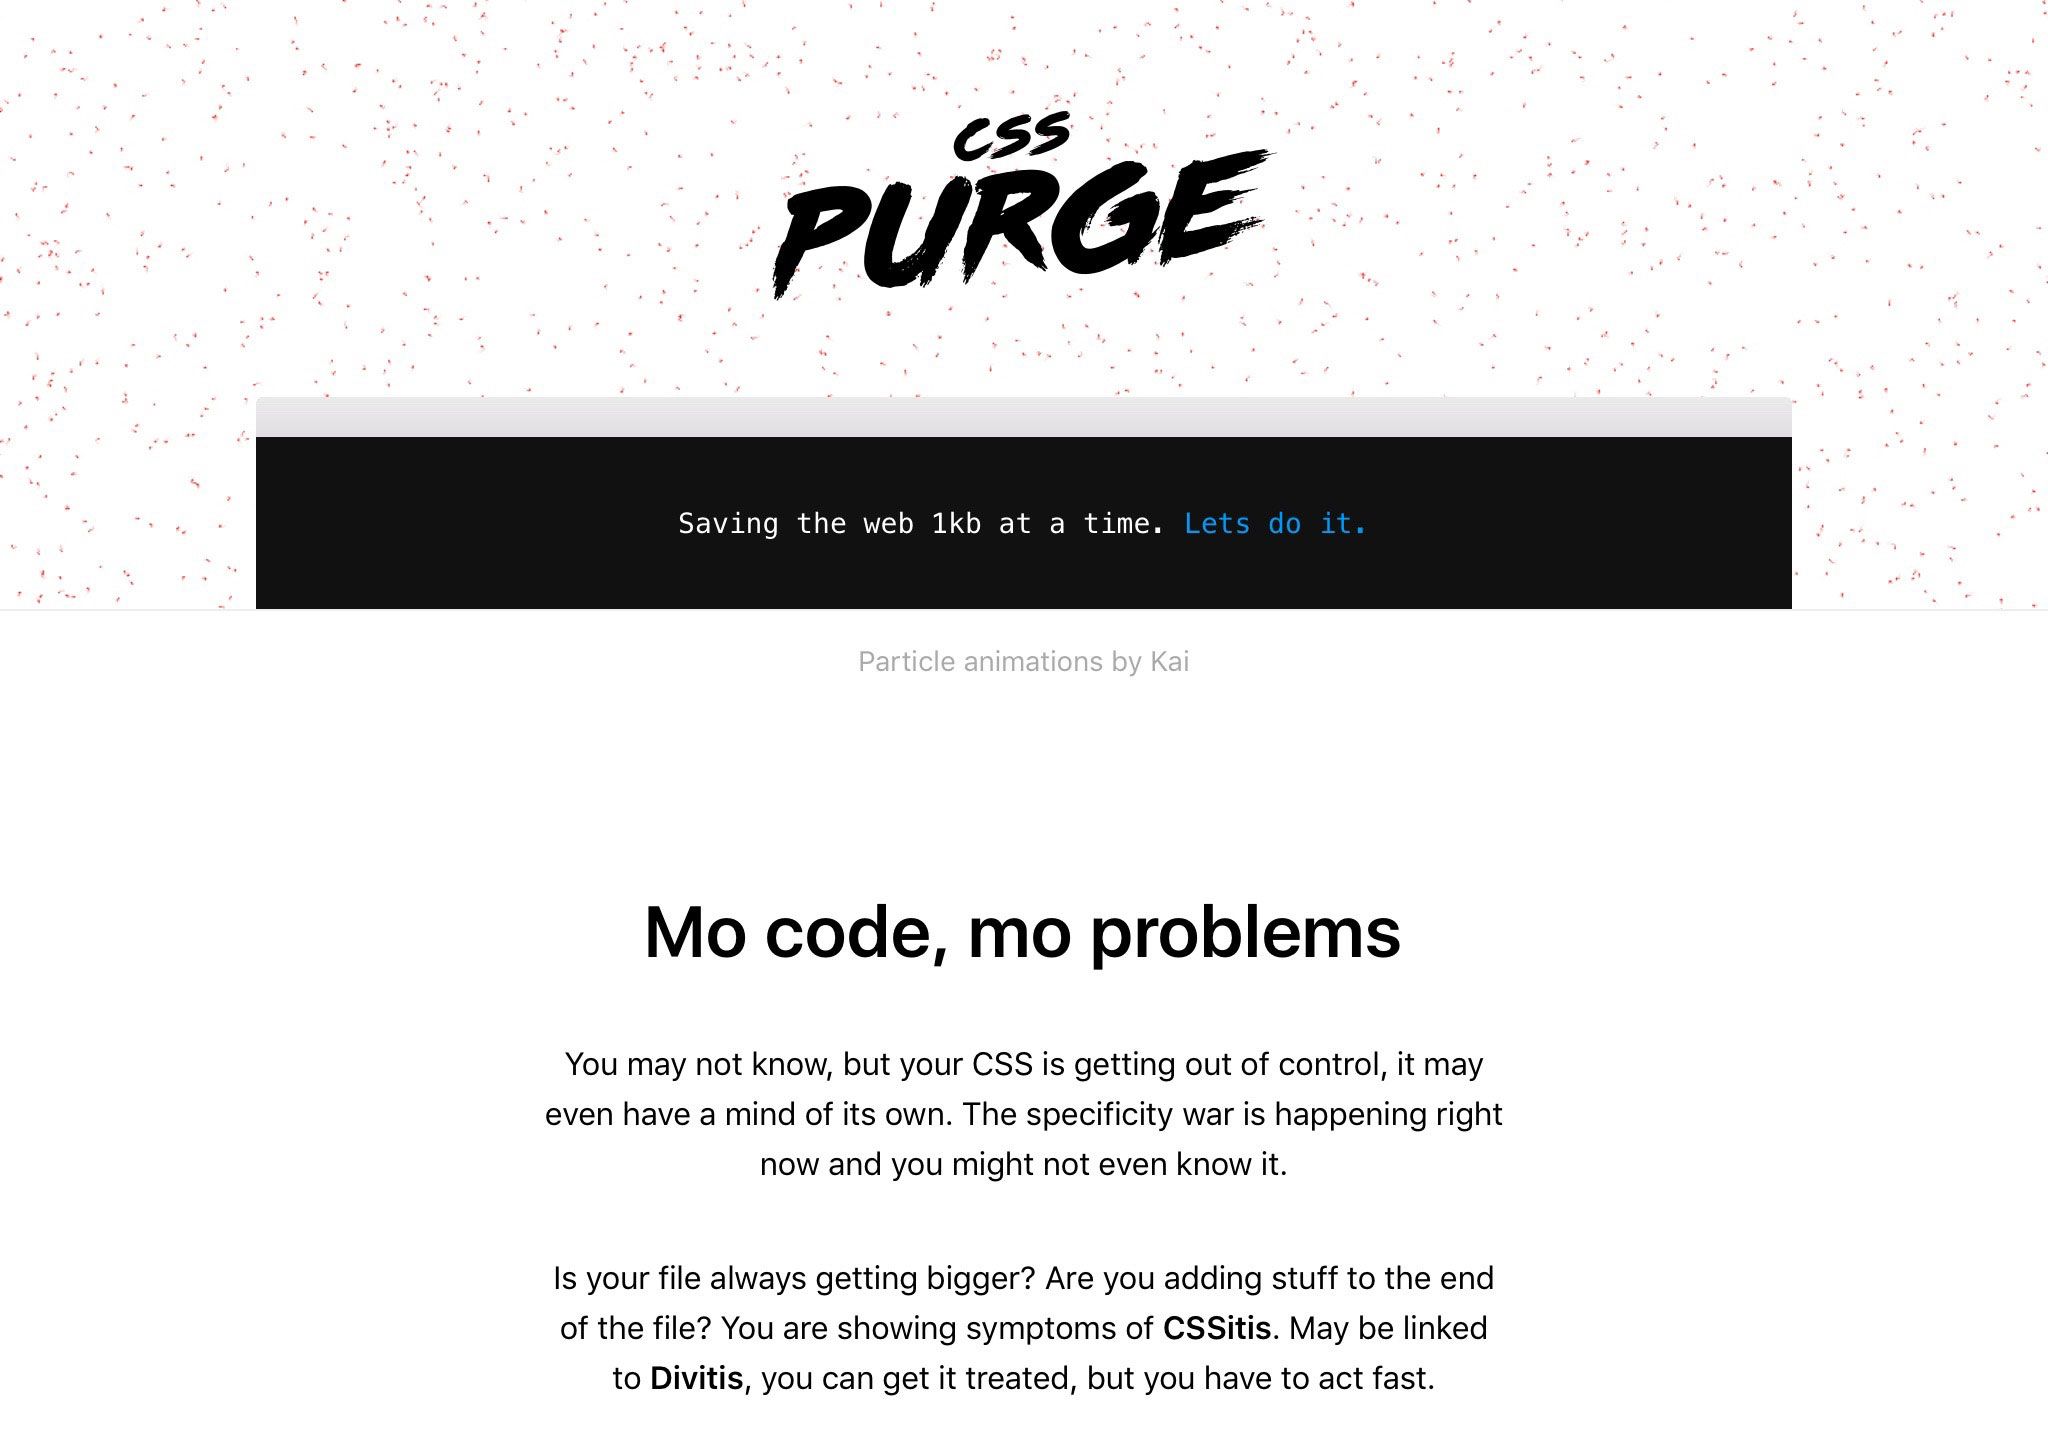 CSS
PURGE
Saving the web 1kb at a time. Lets do it.
Particle animations by Kai
Mo code, mo problems
You may not know, but your CSS is getting out of control, it may
even have a mind of its own. The specificity war is happening right
now and you might not even know it.
Is your file always getting bigger? Are you adding stuff to the end
of the file? You are showing symptoms of CSSitis. May be linked
to Divitis, you can get it treated, but you have to act fast.